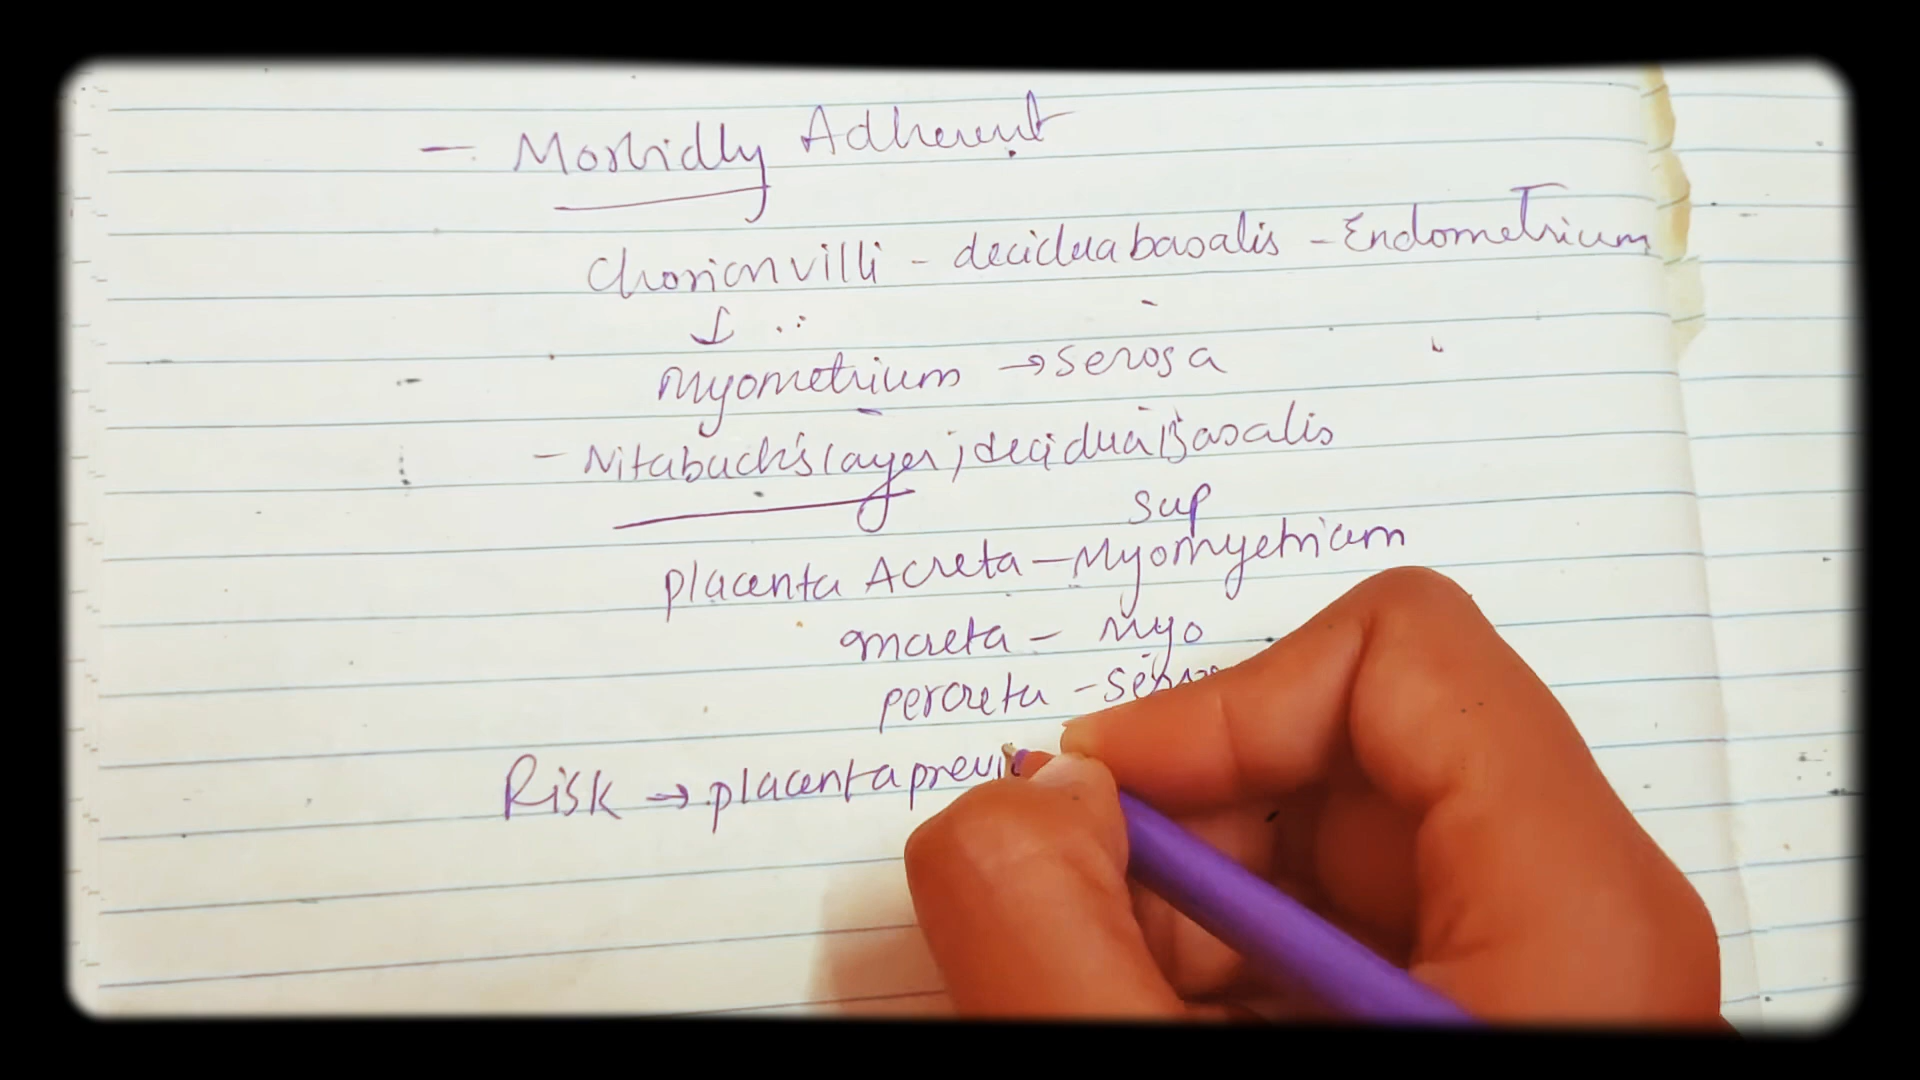 - Morbidly Adherent
Chorion villi - decidua basalis - Endometrium
↓
Myometrium → serosa
- Nitabuch's layer ; decidua Basalis
sup
placenta Acreta - Myomyetrium
increta - Myo
percreta -
Risk → placenta previ